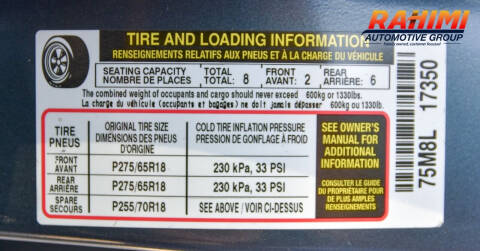 RAHIMI
AUTOMOTIVE GROUP
Family owned, customer focused
TIRE AND LOADING INFORMATION
RENSEIGNEMENTS RELATIFS AUX PNEUS ET À LA CHARGE DU VÉHICULE
SEATING CAPACITY TOTAL 8 FRONT 2 REAR 6
NOMBRE DE PLACES TOTAL AVANT ARRIÈRE
The combined weight of occupants and cargo should never exceed 600kg or 1330lbs.
La charge du véhicule (occupants et bagages) ne doit jamais dépasser 600kg ou 1330lb.
TIRE
PNEUS
ORIGINAL TIRE SIZE
DIMENSIONS DES PNEUS
D'ORIGINE
COLD TIRE INFLATION PRESSURE
PRESSION DE GONFLAGE À FROID
FRONT
AVANT
P275/65R18 230 kPa, 33 PSI
REAR
ARRIÈRE
P275/65R18 230 kPa, 33 PSI
SPARE
SECOURS
P255/70R18 SEE ABOVE / VOIR CI-DESSUS
SEE OWNER'S
MANUAL FOR
ADDITIONAL
INFORMATION
CONSULTER LE GUIDE
DU PROPRIÉTAIRE
POUR PLUS AMPLES
RENSEIGNEMENTS
75M8L 17350